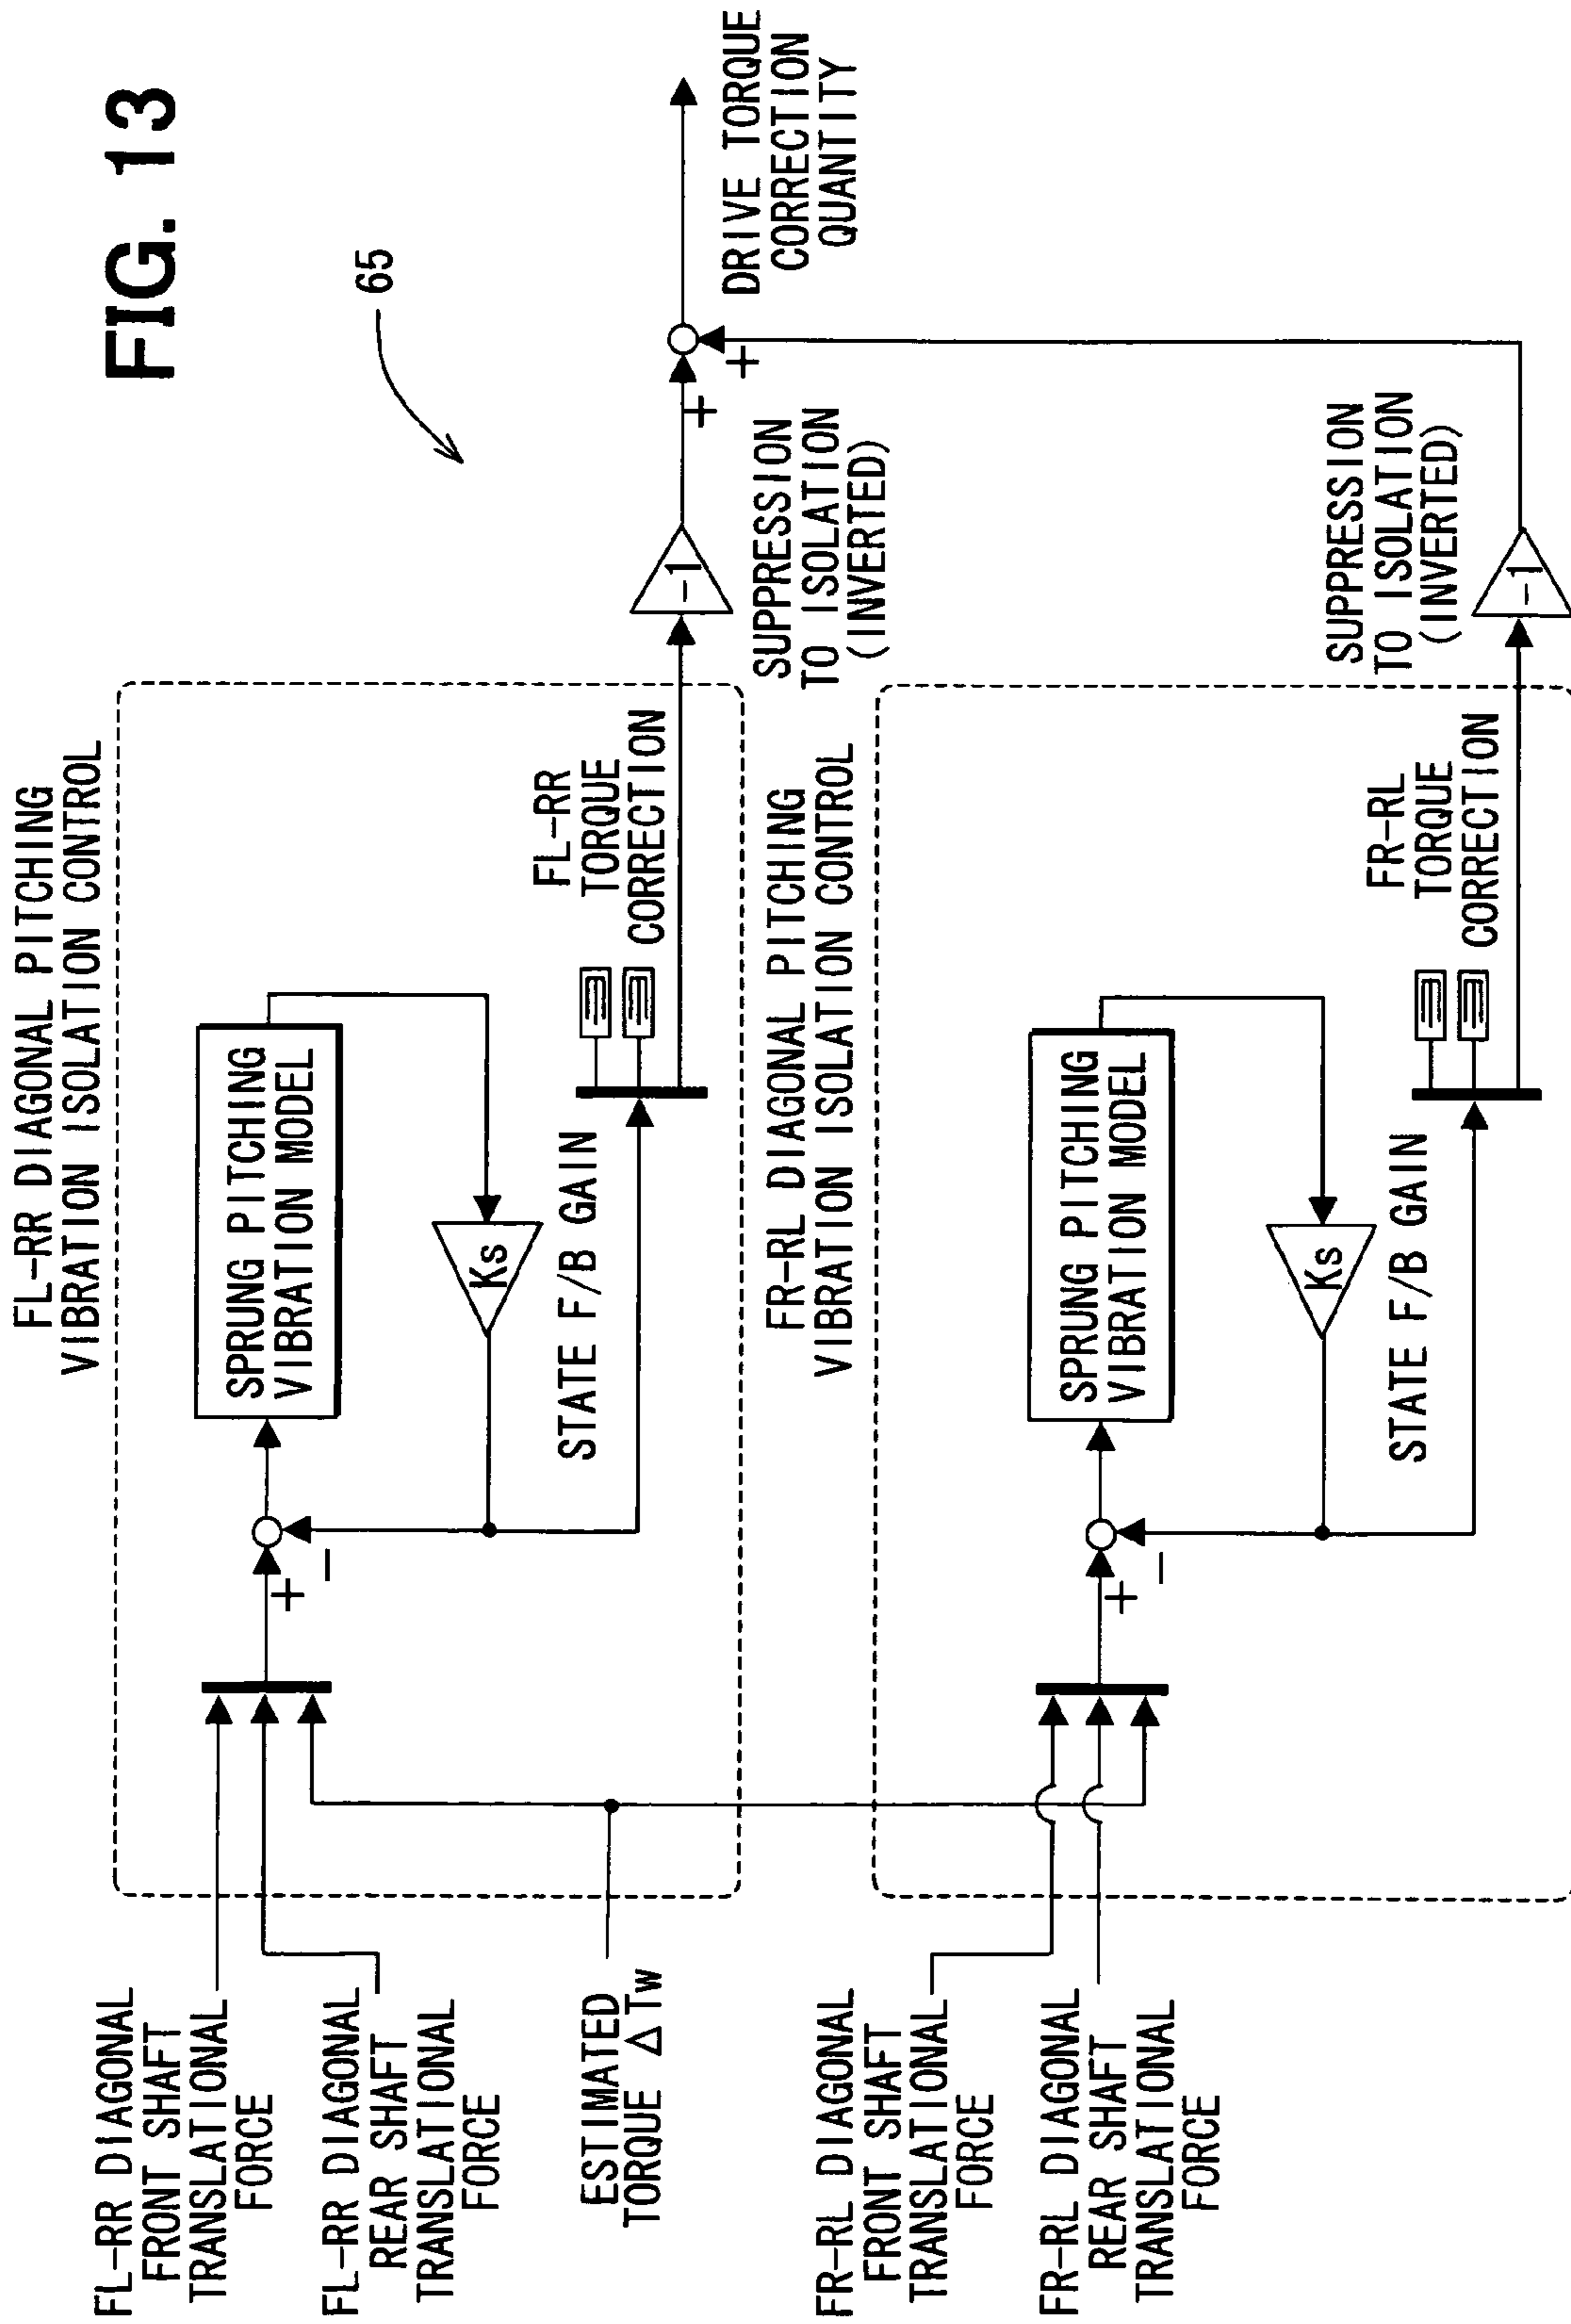 FIG. 13
65
FL-RR DIAGONAL PITCHING
VIBRATION ISOLATION CONTROL
FL-RR DIAGONAL
FRONT SHAFT
TRANSLATIONAL
FORCE
FL-RR DIAGONAL
REAR SHAFT
TRANSLATIONAL
FORCE
ESTIMATED
TORQUE △Tw
+
−
SPRUNG PITCHING
VIBRATION MODEL
Ks
STATE F/B GAIN
FL-RR
TORQUE
CORRECTION
-1
SUPPRESSION
TO ISOLATION
(INVERTED)
+
+
DRIVE TORQUE
CORRECTION
QUANTITY
FR-RL DIAGONAL PITCHING
VIBRATION ISOLATION CONTROL
FR-RL DIAGONAL
FRONT SHAFT
TRANSLATIONAL
FORCE
FR-RL DIAGONAL
REAR SHAFT
TRANSLATIONAL
FORCE
+
−
SPRUNG PITCHING
VIBRATION MODEL
Ks
STATE F/B GAIN
FR-RL
TORQUE
CORRECTION
-1
SUPPRESSION
TO ISOLATION
(INVERTED)